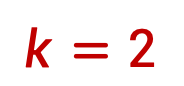 k = 2